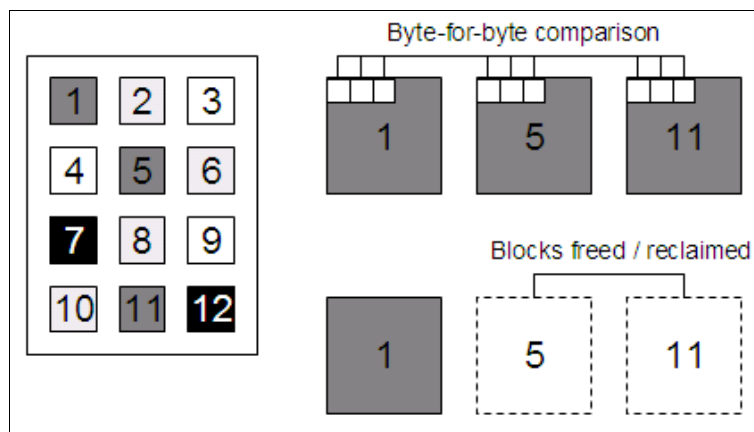 Byte-for-byte comparison
1 2 3
4 5 6
7 8 9
10 11 12
1 5 11
Blocks freed / reclaimed
1 5 11